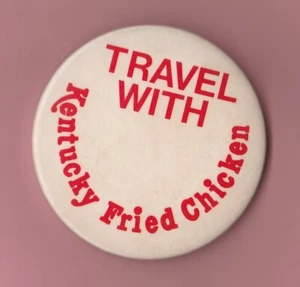 TRAVEL
WITH
Kentucky Fried Chicken